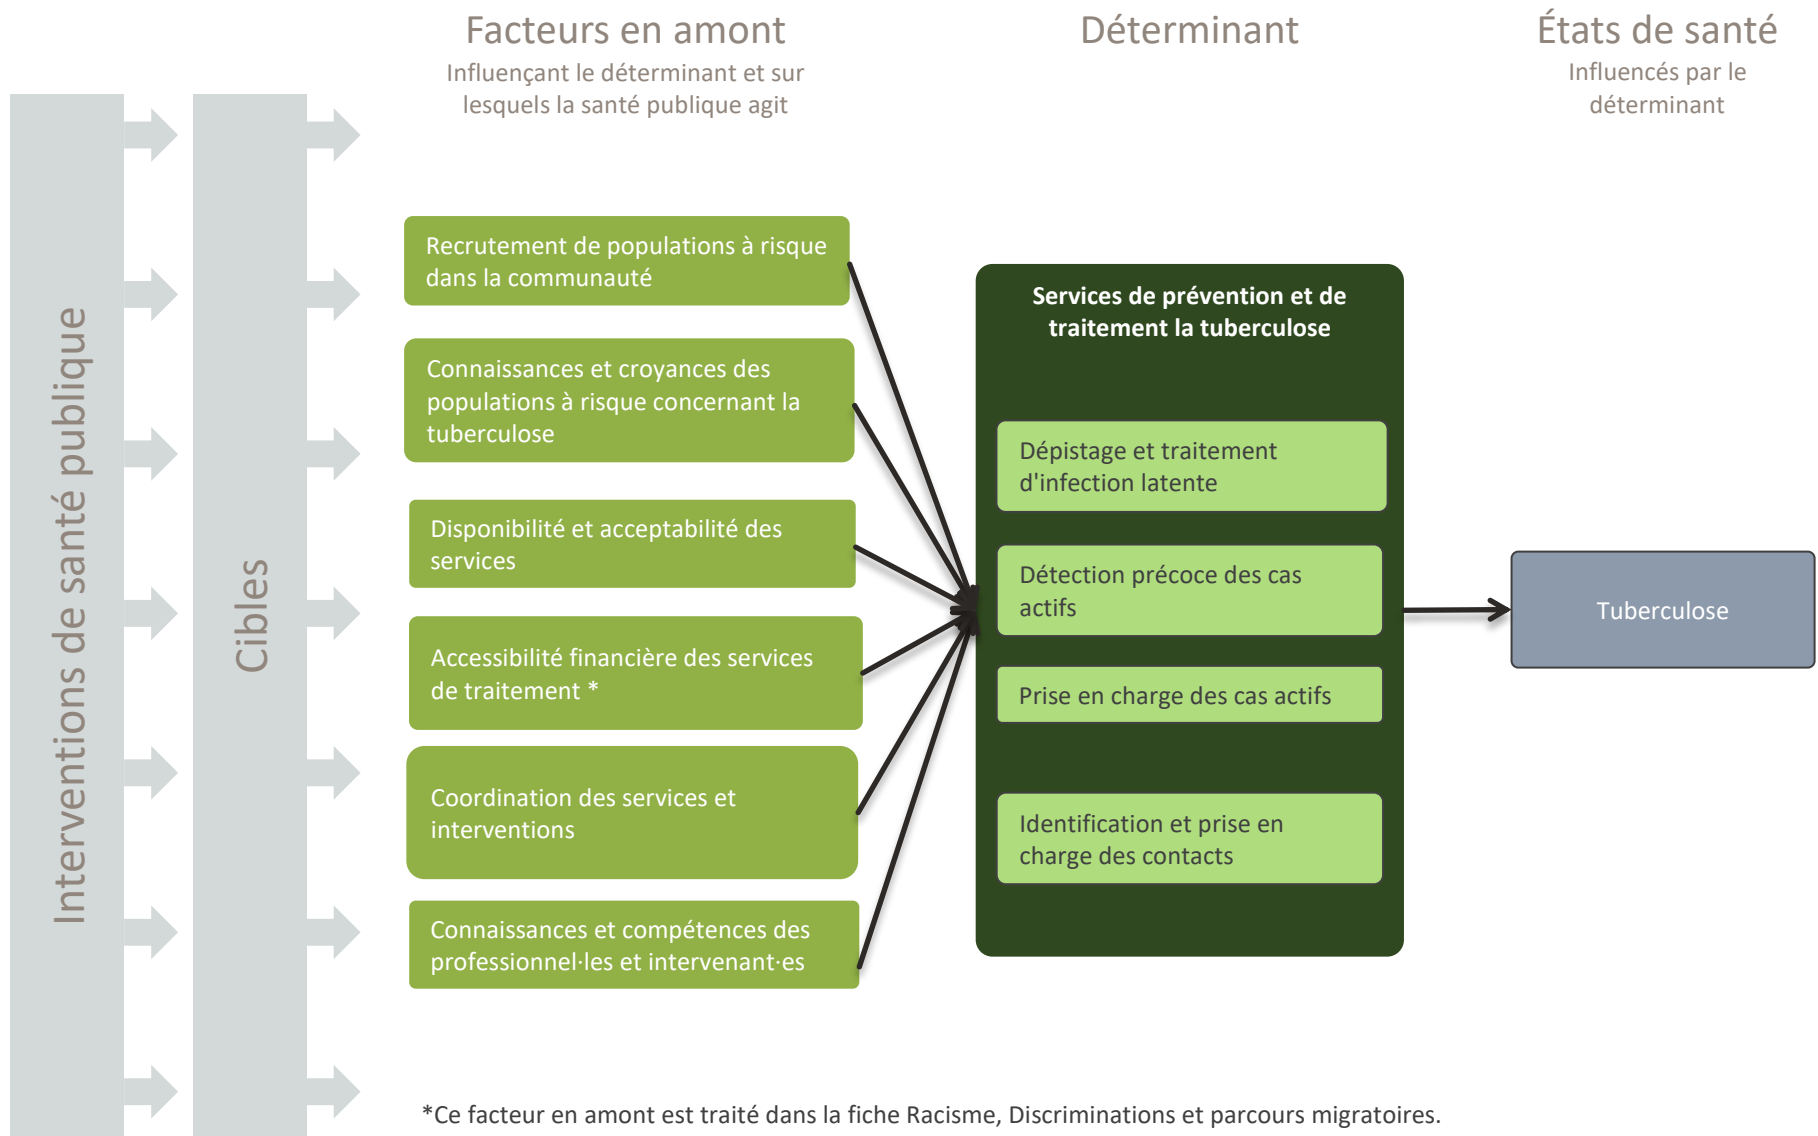 Facteurs en amont
Influençant le déterminant et sur
lesquels la santé publique agit
Déterminant
États de santé
Influencés par le
déterminant
Interventions de santé publique
Cibles
Recrutement de populations à risque
dans la communauté
Connaissances et croyances des
populations à risque concernant la
tuberculose
Disponibilité et acceptabilité des
services
Accessibilité financière des services
de traitement *
Coordination des services et
interventions
Connaissances et compétences des
professionnel·les et intervenant·es
Services de prévention et de
traitement la tuberculose
Dépistage et traitement
d'infection latente
Détection précoce des cas
actifs
Prise en charge des cas actifs
Identification et prise en
charge des contacts
Tuberculose
*Ce facteur en amont est traité dans la fiche Racisme, Discriminations et parcours migratoires.